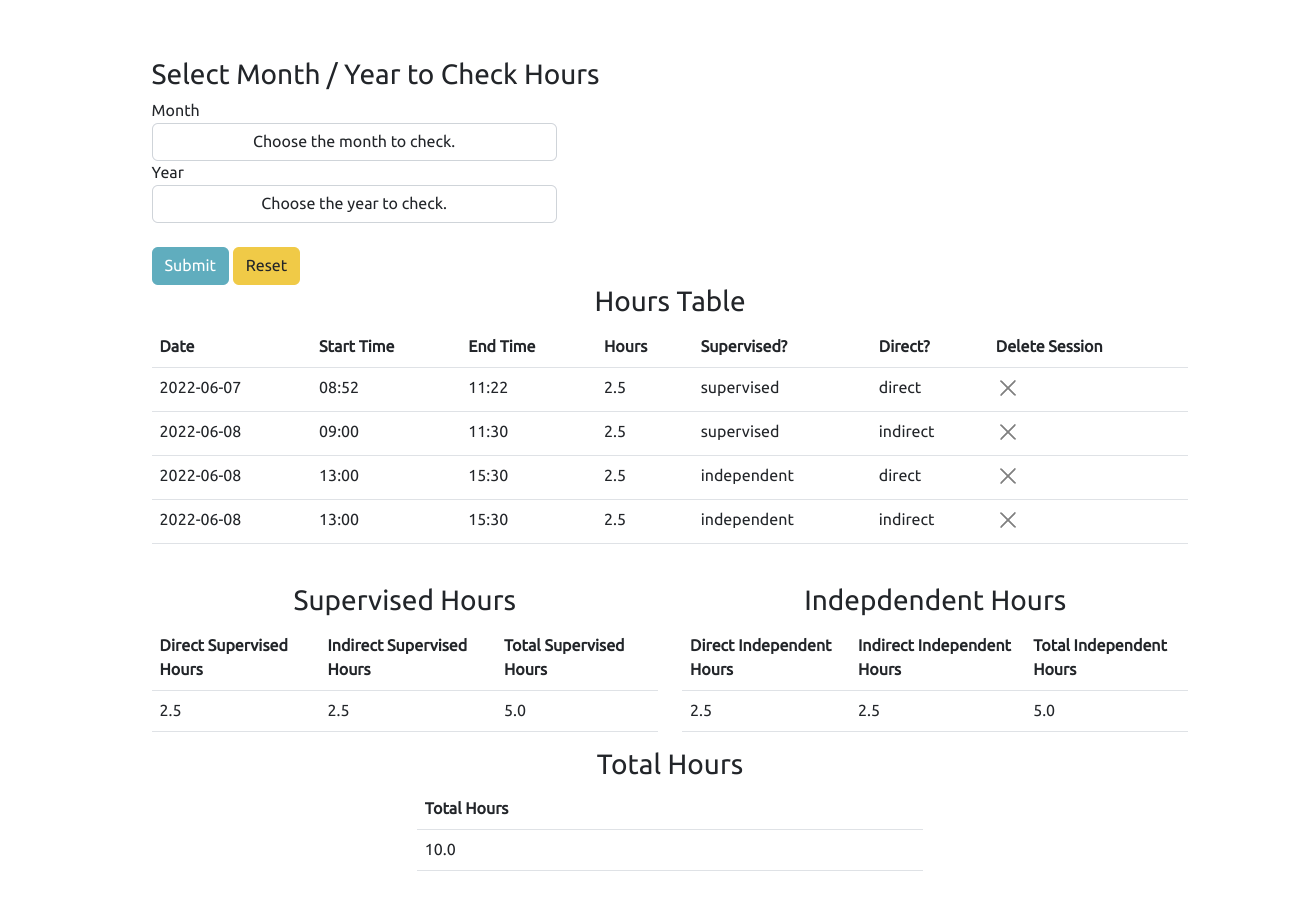 Select Month / Year to Check Hours
Month
Choose the month to check.
Year
Choose the year to check.
Submit Reset
Hours Table
Date Start Time End Time Hours Supervised? Direct? Delete Session
2022-06-07 08:52 11:22 2.5 supervised direct
2022-06-08 09:00 11:30 2.5 supervised indirect
2022-06-08 13:00 15:30 2.5 independent direct
2022-06-08 13:00 15:30 2.5 independent indirect
Supervised Hours
Direct Supervised Hours Indirect Supervised Hours Total Supervised Hours
2.5 2.5 5.0
Indepdendent Hours
Direct Independent Hours Indirect Independent Hours Total Independent Hours
2.5 2.5 5.0
Total Hours
Total Hours
10.0